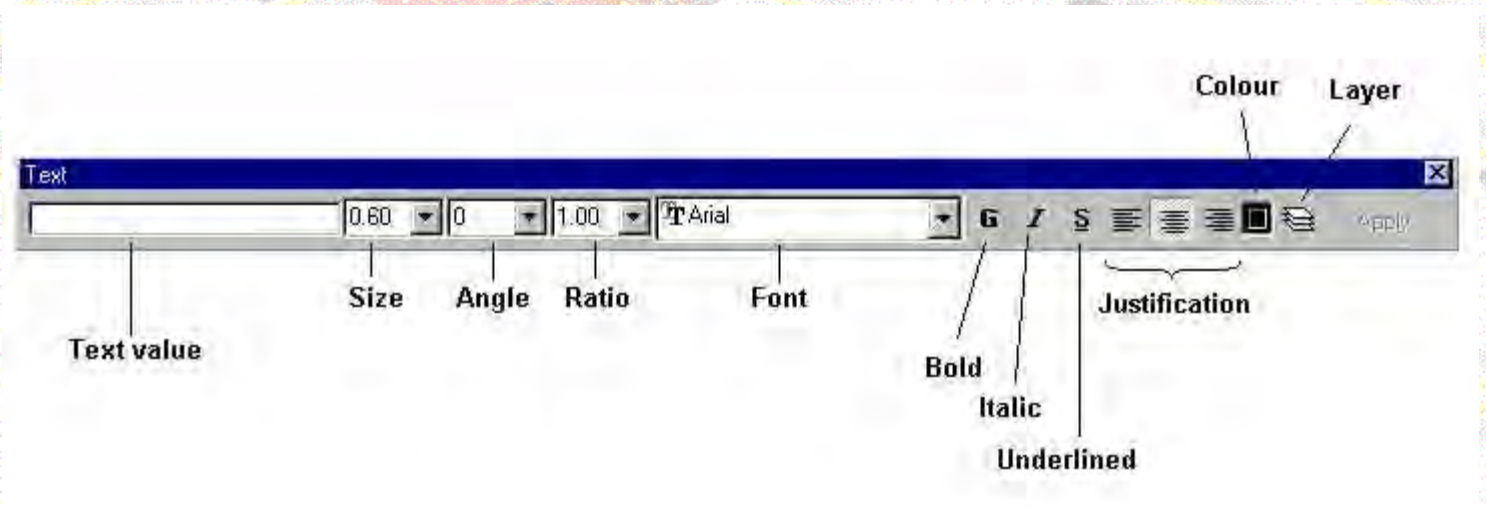 Colour Layer
Text
0.60 0 1.00 T Arial G I S Apply
Size Angle Ratio Font Justification
Text value
Bold
Italic
Underlined